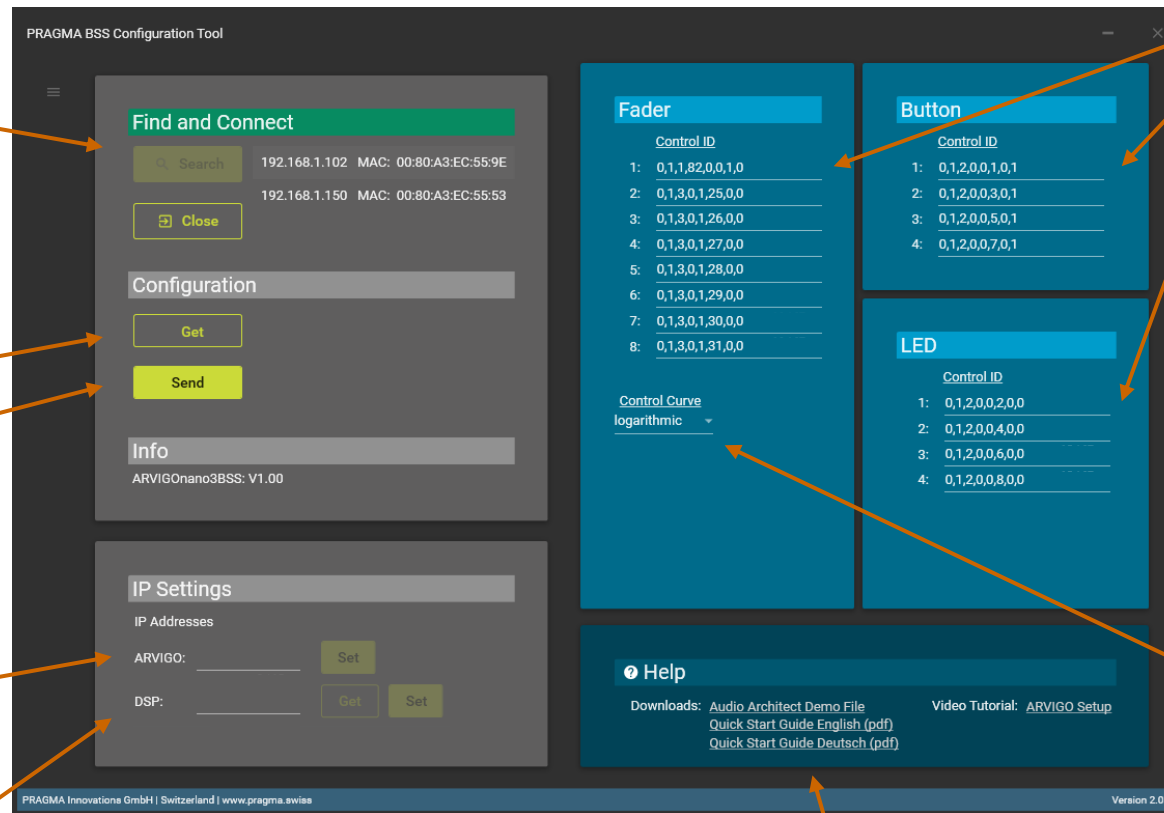 PRAGMA BSS Configuration Tool
Find and Connect
Search
192.168.1.102 MAC: 00:80:A3:EC:55:9E
192.168.1.150 MAC: 00:80:A3:EC:55:53
Close
Configuration
Get
Send
Info
ARVIGOnano3BSS: V1.00
IP Settings
IP Addresses
ARVIGO:
Set
DSP:
Get
Set
Fader
Control ID
1: 0,1,1,82,0,0,1,0
2: 0,1,3,0,1,25,0,0
3: 0,1,3,0,1,26,0,0
4: 0,1,3,0,1,27,0,0
5: 0,1,3,0,1,28,0,0
6: 0,1,3,0,1,29,0,0
7: 0,1,3,0,1,30,0,0
8: 0,1,3,0,1,31,0,0
Control Curve
logarithmic
Button
Control ID
1: 0,1,2,0,0,1,0,1
2: 0,1,2,0,0,3,0,1
3: 0,1,2,0,0,5,0,1
4: 0,1,2,0,0,7,0,1
LED
Control ID
1: 0,1,2,0,0,2,0,0
2: 0,1,2,0,0,4,0,0
3: 0,1,2,0,0,6,0,0
4: 0,1,2,0,0,8,0,0
? Help
Downloads: Audio Architect Demo File
Quick Start Guide English (pdf)
Quick Start Guide Deutsch (pdf)
Video Tutorial: ARVIGO Setup
PRAGMA Innovations GmbH | Switzerland | www.pragma.swiss
Version 2.0